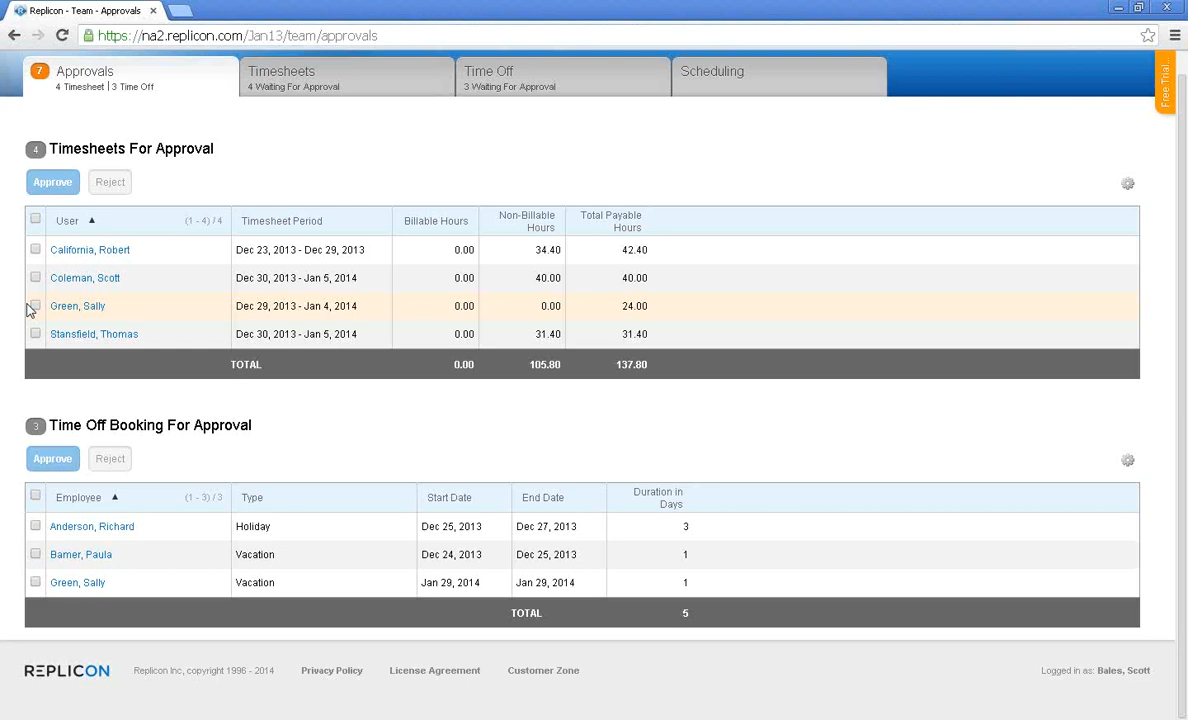 Replicon - Team - Approvals
https://na2.replicon.com/Jan13/team/approvals
7 Approvals
4 Timesheet | 3 Time Off
Timesheets
4 Waiting For Approval
Time Off
3 Waiting For Approval
Scheduling
Free Trial...
4 Timesheets For Approval
Approve Reject
User (1 - 4) / 4 Timesheet Period Billable Hours Non-Billable Hours Total Payable Hours
California, Robert Dec 23, 2013 - Dec 29, 2013 0.00 34.40 42.40
Coleman, Scott Dec 30, 2013 - Jan 5, 2014 0.00 40.00 40.00
Green, Sally Dec 29, 2013 - Jan 4, 2014 0.00 0.00 24.00
Stansfield, Thomas Dec 30, 2013 - Jan 5, 2014 0.00 31.40 31.40
TOTAL 0.00 105.80 137.80
3 Time Off Booking For Approval
Approve Reject
Employee (1 - 3) / 3 Type Start Date End Date Duration in Days
Anderson, Richard Holiday Dec 25, 2013 Dec 27, 2013 3
Barner, Paula Vacation Dec 24, 2013 Dec 25, 2013 1
Green, Sally Vacation Jan 29, 2014 Jan 29, 2014 1
TOTAL 5
REPLICON Replicon Inc, copyright 1996 - 2014 Privacy Policy License Agreement Customer Zone Logged in as: Bales, Scott